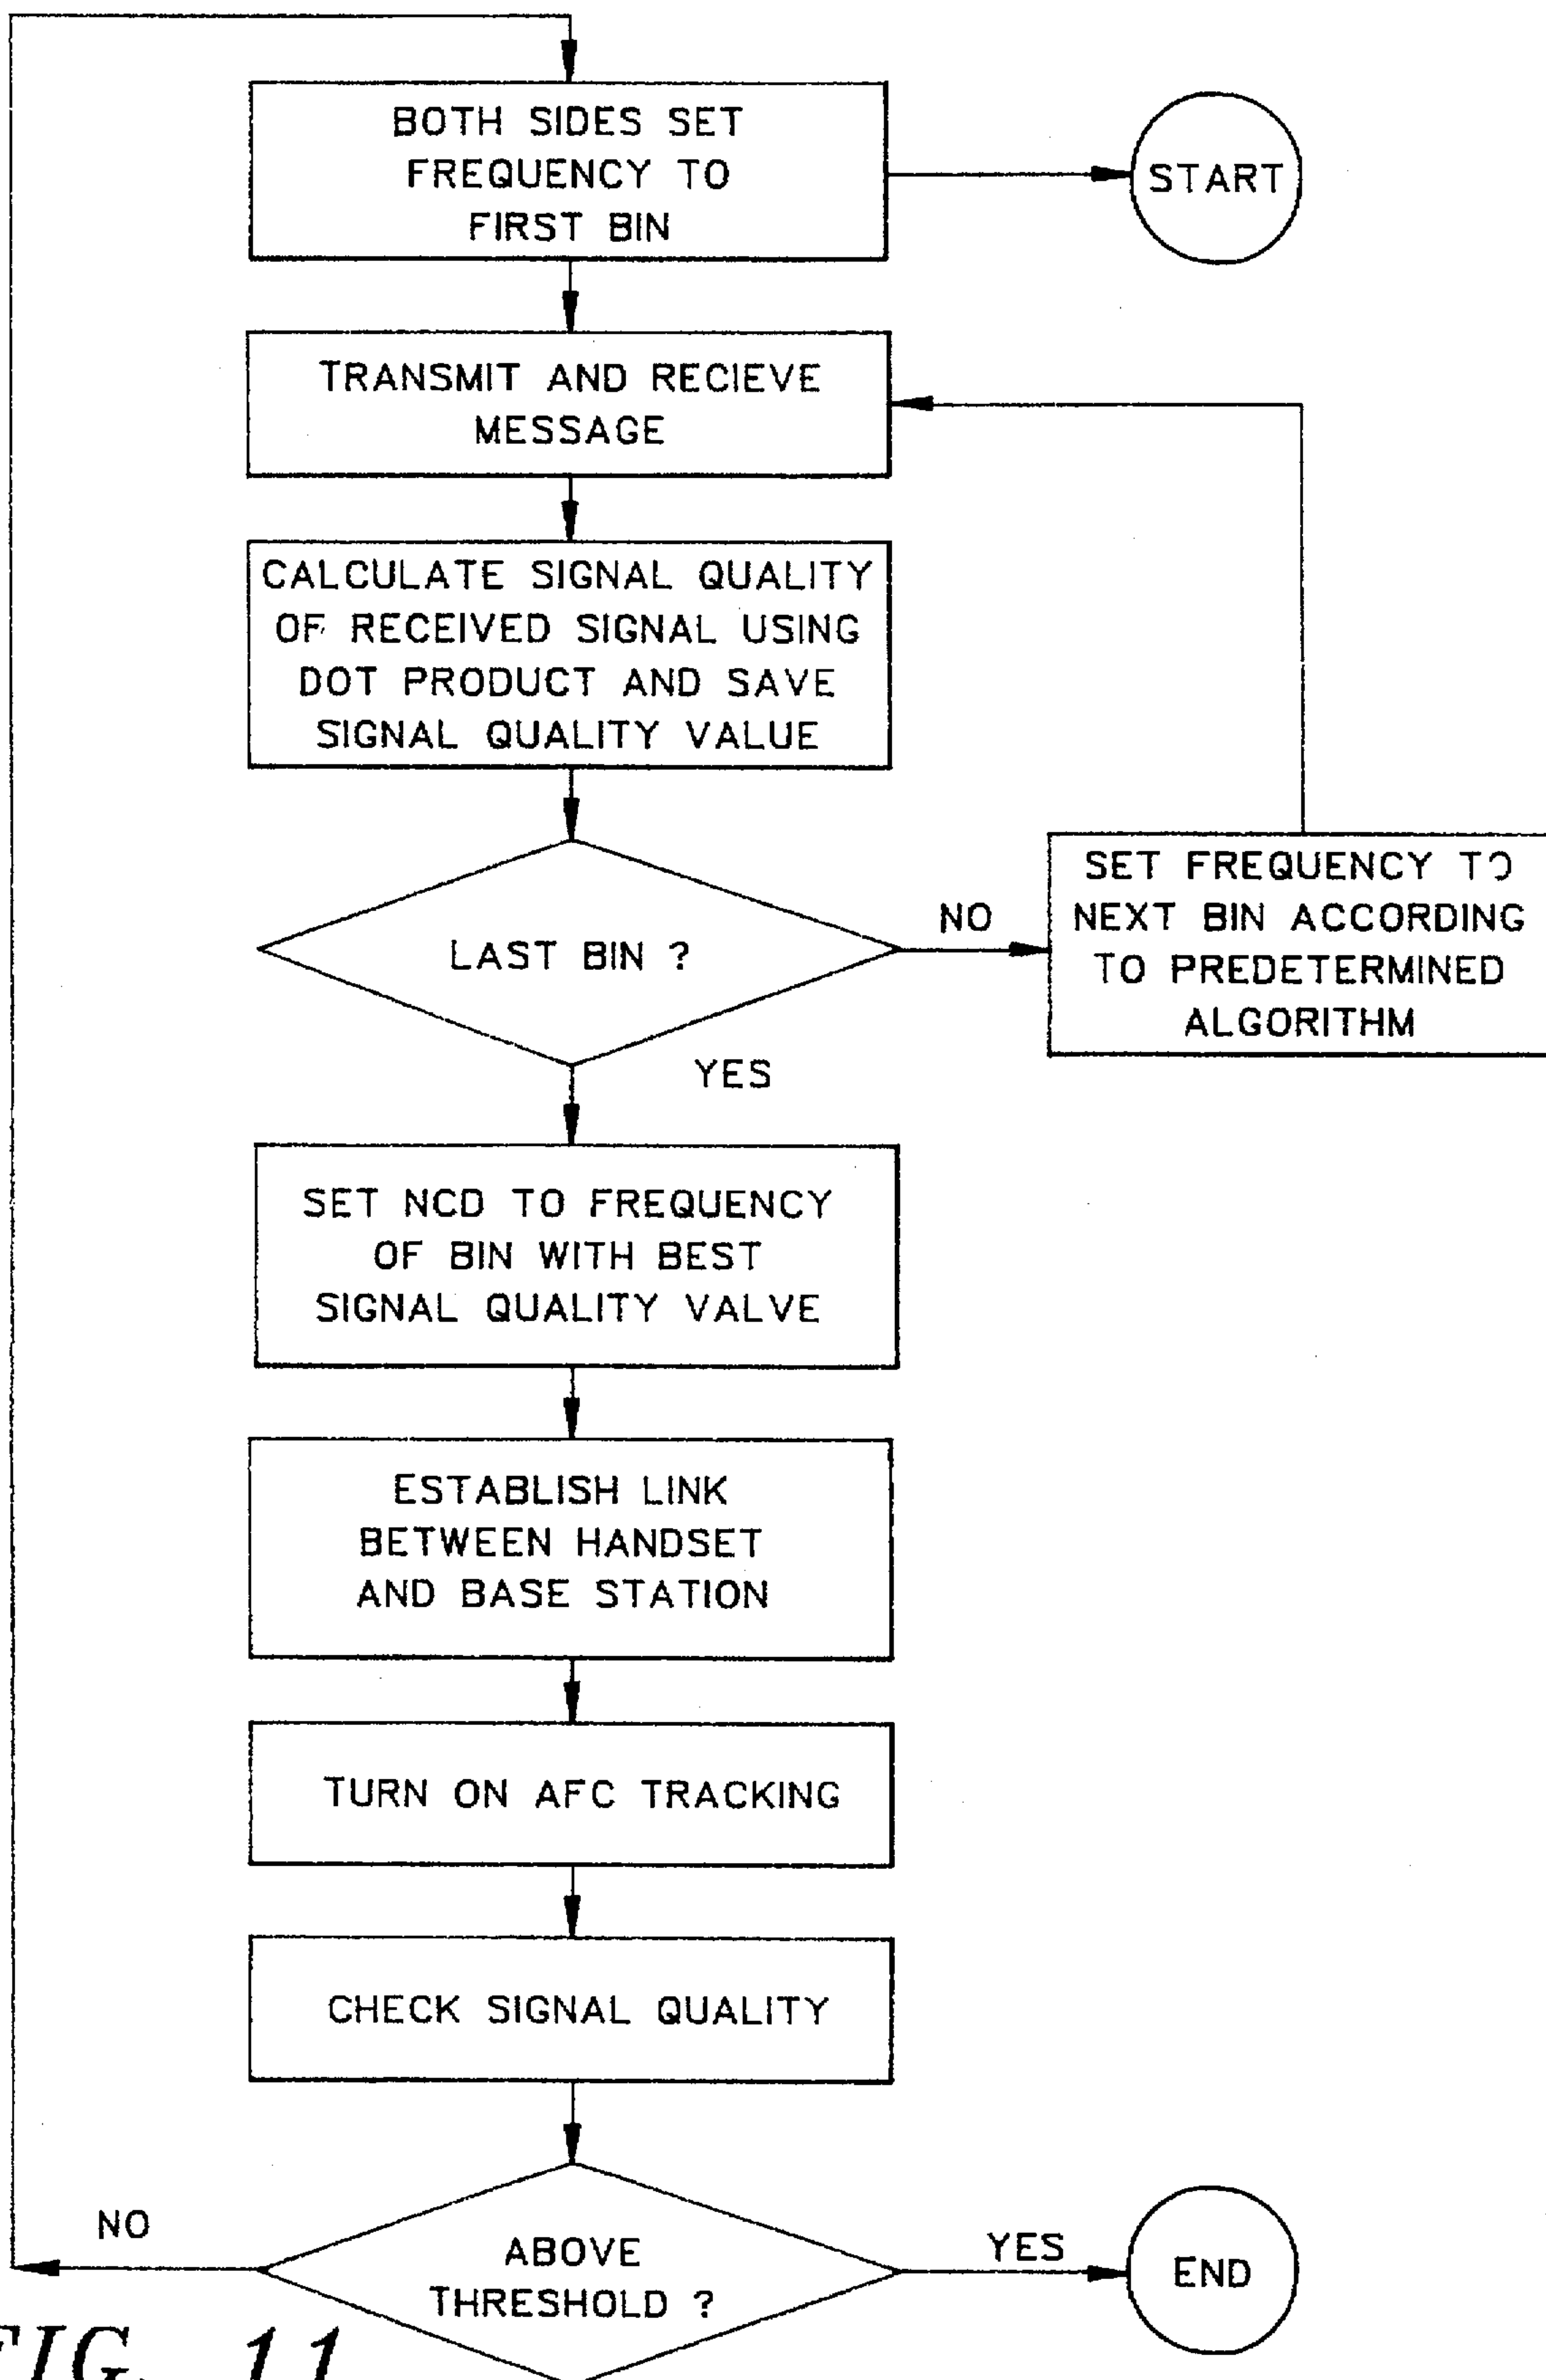 BOTH SIDES SET
FREQUENCY TO
FIRST BIN
START
TRANSMIT AND RECIEVE
MESSAGE
CALCULATE SIGNAL QUALITY
OF RECEIVED SIGNAL USING
DOT PRODUCT AND SAVE
SIGNAL QUALITY VALUE
LAST BIN ?
NO
SET FREQUENCY TO
NEXT BIN ACCORDING
TO PREDETERMINED
ALGORITHM
YES
SET NCO TO FREQUENCY
OF BIN WITH BEST
SIGNAL QUALITY VALVE
ESTABLISH LINK
BETWEEN HANDSET
AND BASE STATION
TURN ON AFC TRACKING
CHECK SIGNAL QUALITY
NO
ABOVE
THRESHOLD ?
YES
END
FIG. 11